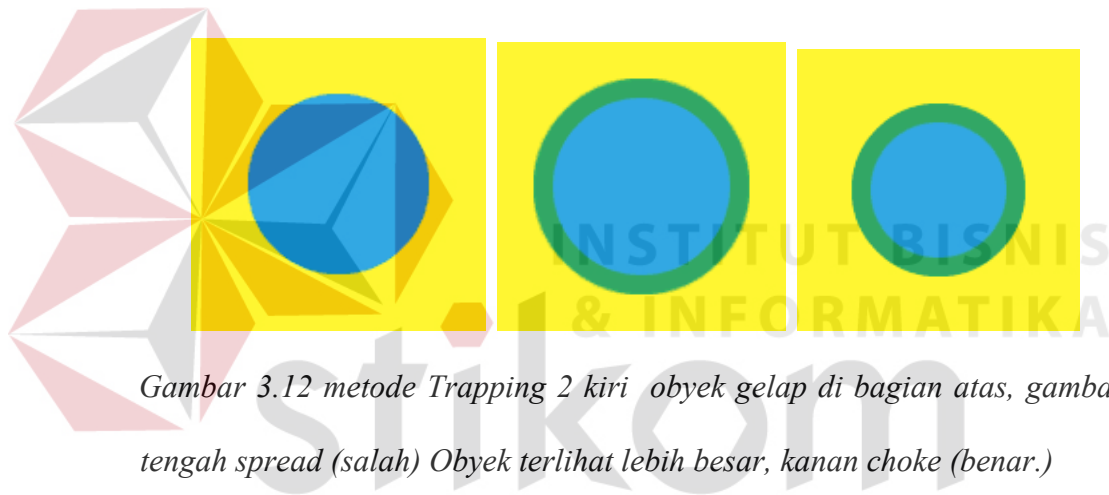 INSTITUT BISNIS
& INFORMATIKA
stikom
Gambar 3.12 metode Trapping 2 kiri obyek gelap di bagian atas, gamba
tengah spread (salah) Obyek terlihat lebih besar, kanan choke (benar.)